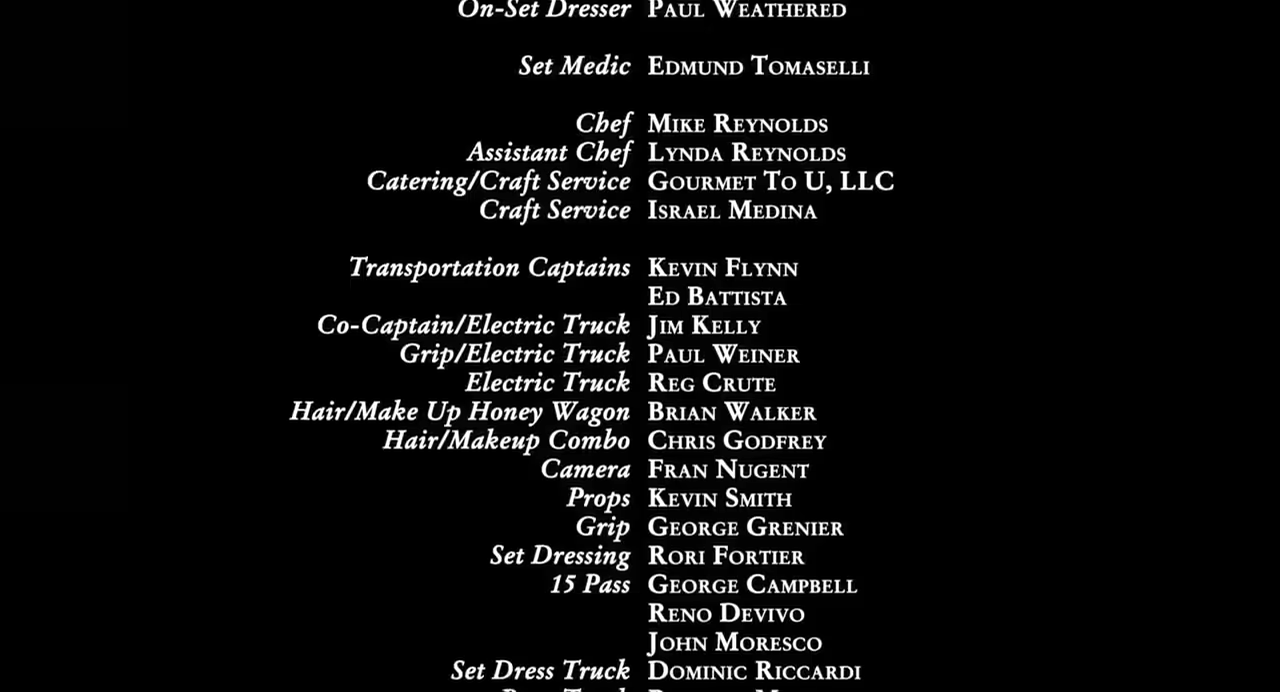 On-Set Dresser PAUL WEATHERED
Set Medic EDMUND TOMASELLI
Chef MIKE REYNOLDS
Assistant Chef LYNDA REYNOLDS
Catering/Craft Service GOURMET TO U, LLC
Craft Service ISRAEL MEDINA
Transportation Captains KEVIN FLYNN
ED BATTISTA
Co-Captain/Electric Truck JIM KELLY
Grip/Electric Truck PAUL WEINER
Electric Truck REG CRUTE
Hair/Make Up Honey Wagon BRIAN WALKER
Hair/Makeup Combo CHRIS GODFREY
Camera FRAN NUGENT
Props KEVIN SMITH
Grip GEORGE GRENIER
Set Dressing RORI FORTIER
15 Pass GEORGE CAMPBELL
RENO DEVIVO
JOHN MORESCO
Set Dress Truck DOMINIC RICCARDI